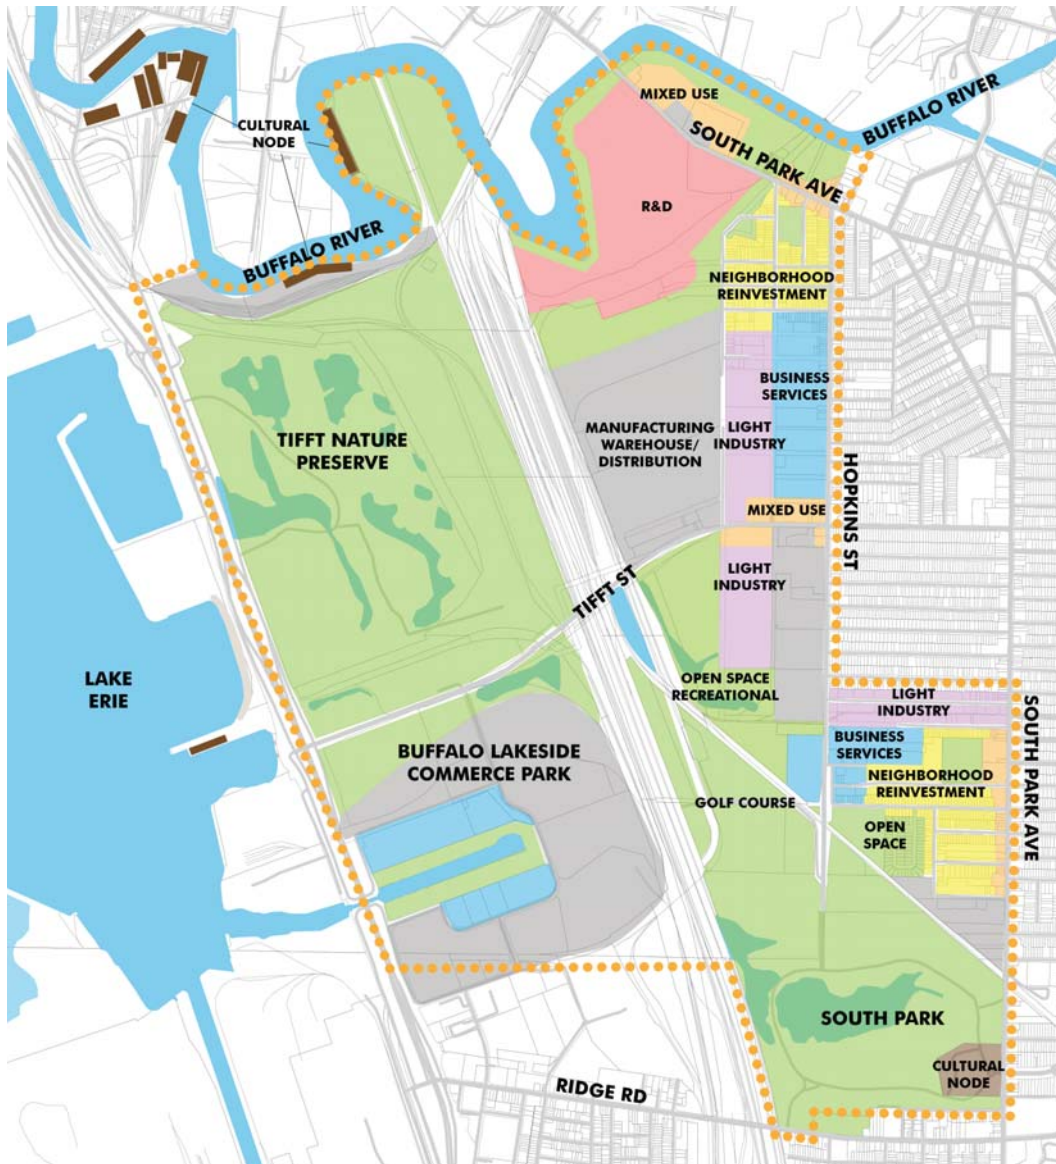 MIXED USE
BUFFALO RIVER
CULTURAL
NODE
SOUTH PARK AVE
R&D
BUFFALO RIVER
NEIGHBORHOOD
REINVESTMENT
BUSINESS
SERVICES
TIFFT NATURE
PRESERVE
MANUFACTURING
WAREHOUSE/
DISTRIBUTION
LIGHT
INDUSTRY
HOPKINS ST
MIXED USE
LIGHT
INDUSTRY
TIFFT ST
LAKE
ERIE
OPEN SPACE
RECREATIONAL
LIGHT
INDUSTRY
SOUTH PARK AVE
BUFFALO LAKESIDE
COMMERCE PARK
BUSINESS
SERVICES
NEIGHBORHOOD
REINVESTMENT
GOLF COURSE
OPEN
SPACE
SOUTH PARK
CULTURAL
NODE
RIDGE RD